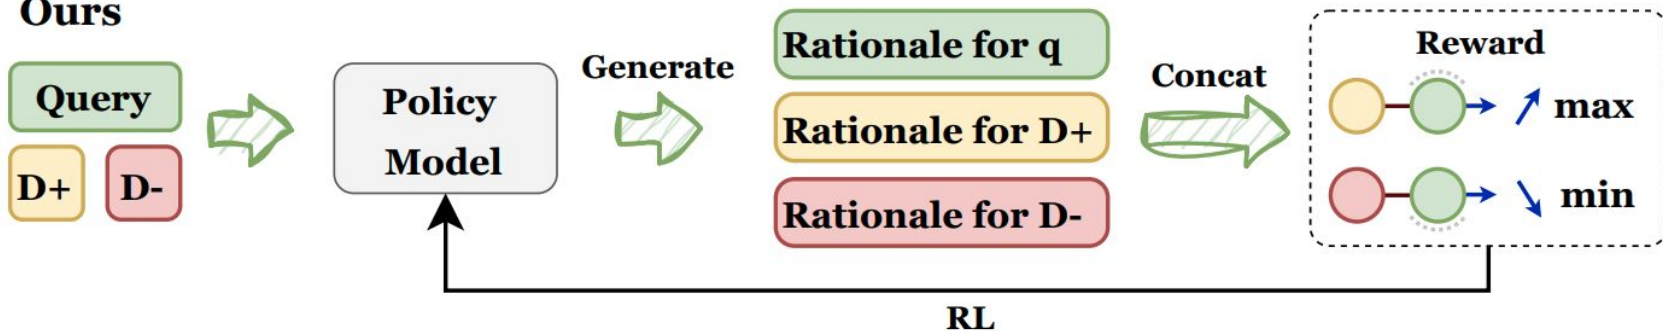 Ours
Query
D+
D-
Policy
Model
Generate
Rationale for q
Rationale for D+
Rationale for D-
Concat
Reward
max
min
RL